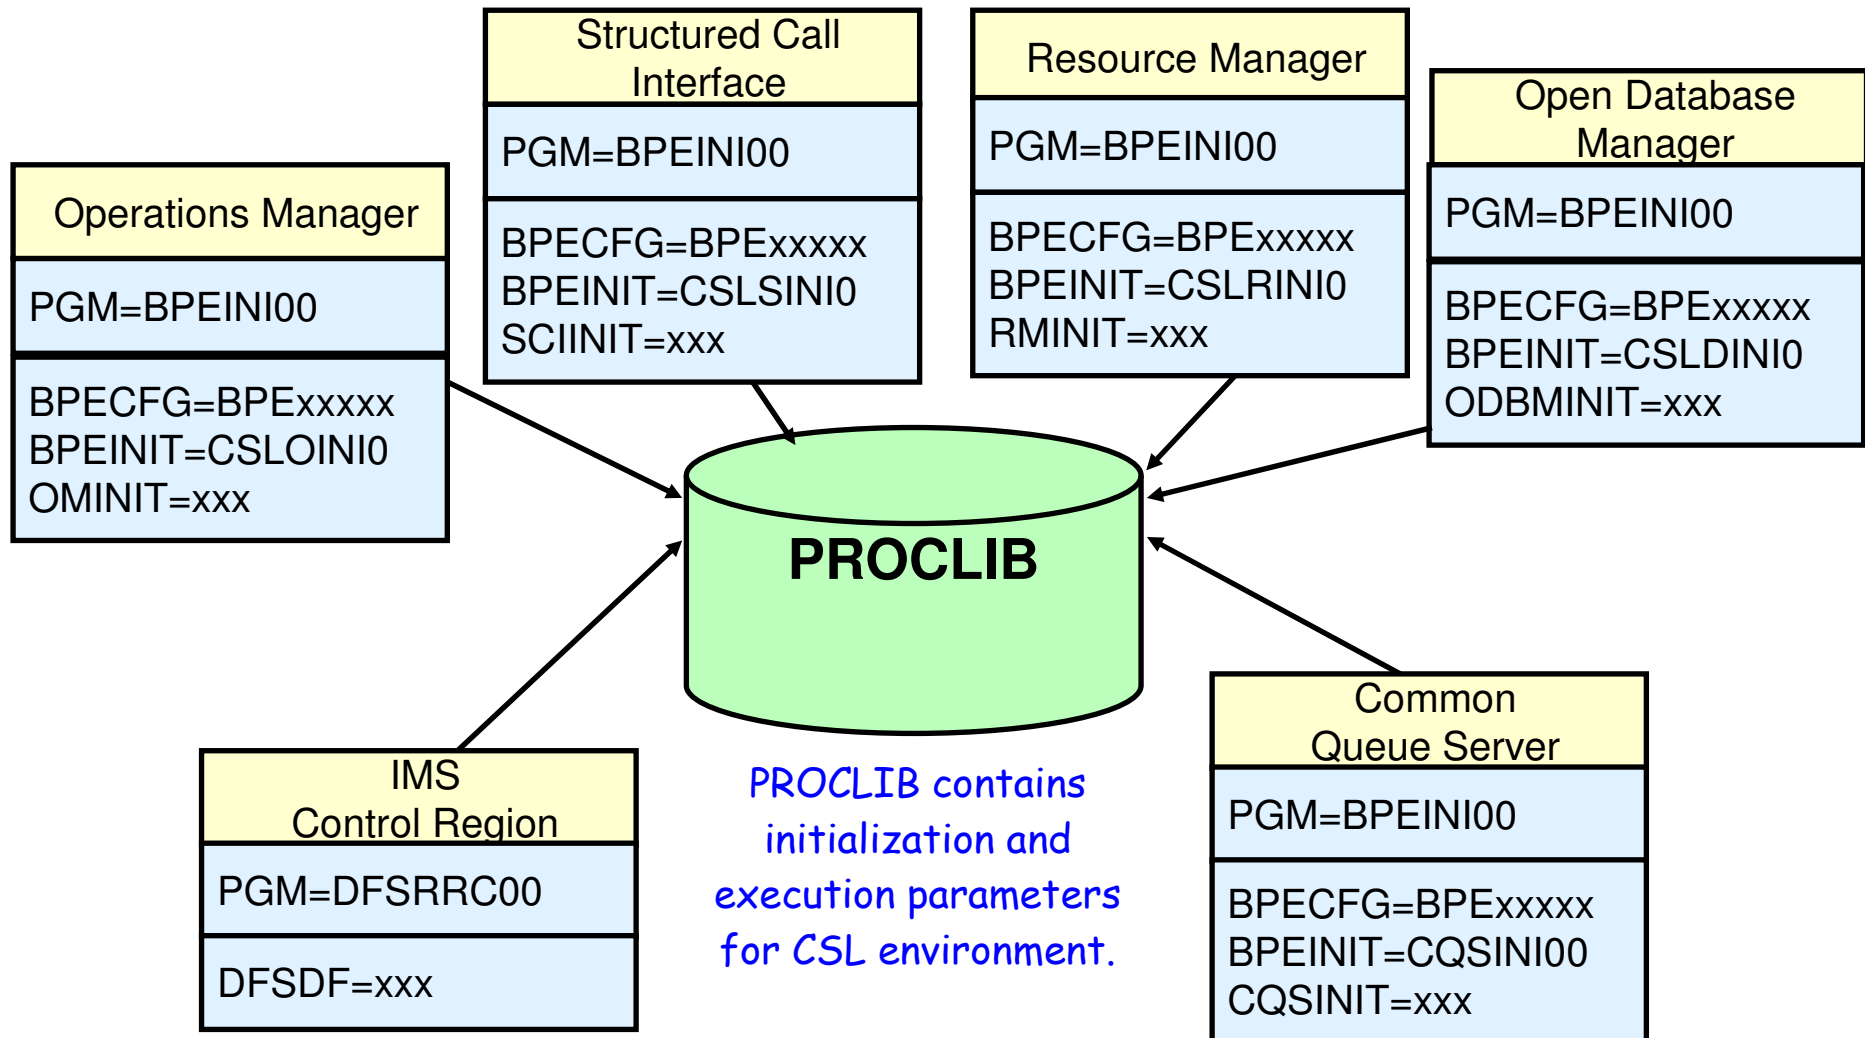 Structured Call
Interface
PGM=BPEINI00
BPECFG=BPExxxxx
BPEINIT=CSLSINI0
SCIINIT=xxx
Resource Manager
PGM=BPEINI00
BPECFG=BPExxxxx
BPEINIT=CSLRINI0
RMINIT=xxx
Open Database
Manager
PGM=BPEINI00
BPECFG=BPExxxxx
BPEINIT=CSLDINI0
ODBMINIT=xxx
Operations Manager
PGM=BPEINI00
BPECFG=BPExxxxx
BPEINIT=CSLOINI0
OMINIT=xxx
PROCLIB
IMS
Control Region
PGM=DFSRRC00
DFSDF=xxx
PROCLIB contains
initialization and
execution parameters
for CSL environment.
Common
Queue Server
PGM=BPEINI00
BPECFG=BPExxxxx
BPEINIT=CQSINI00
CQSINIT=xxx